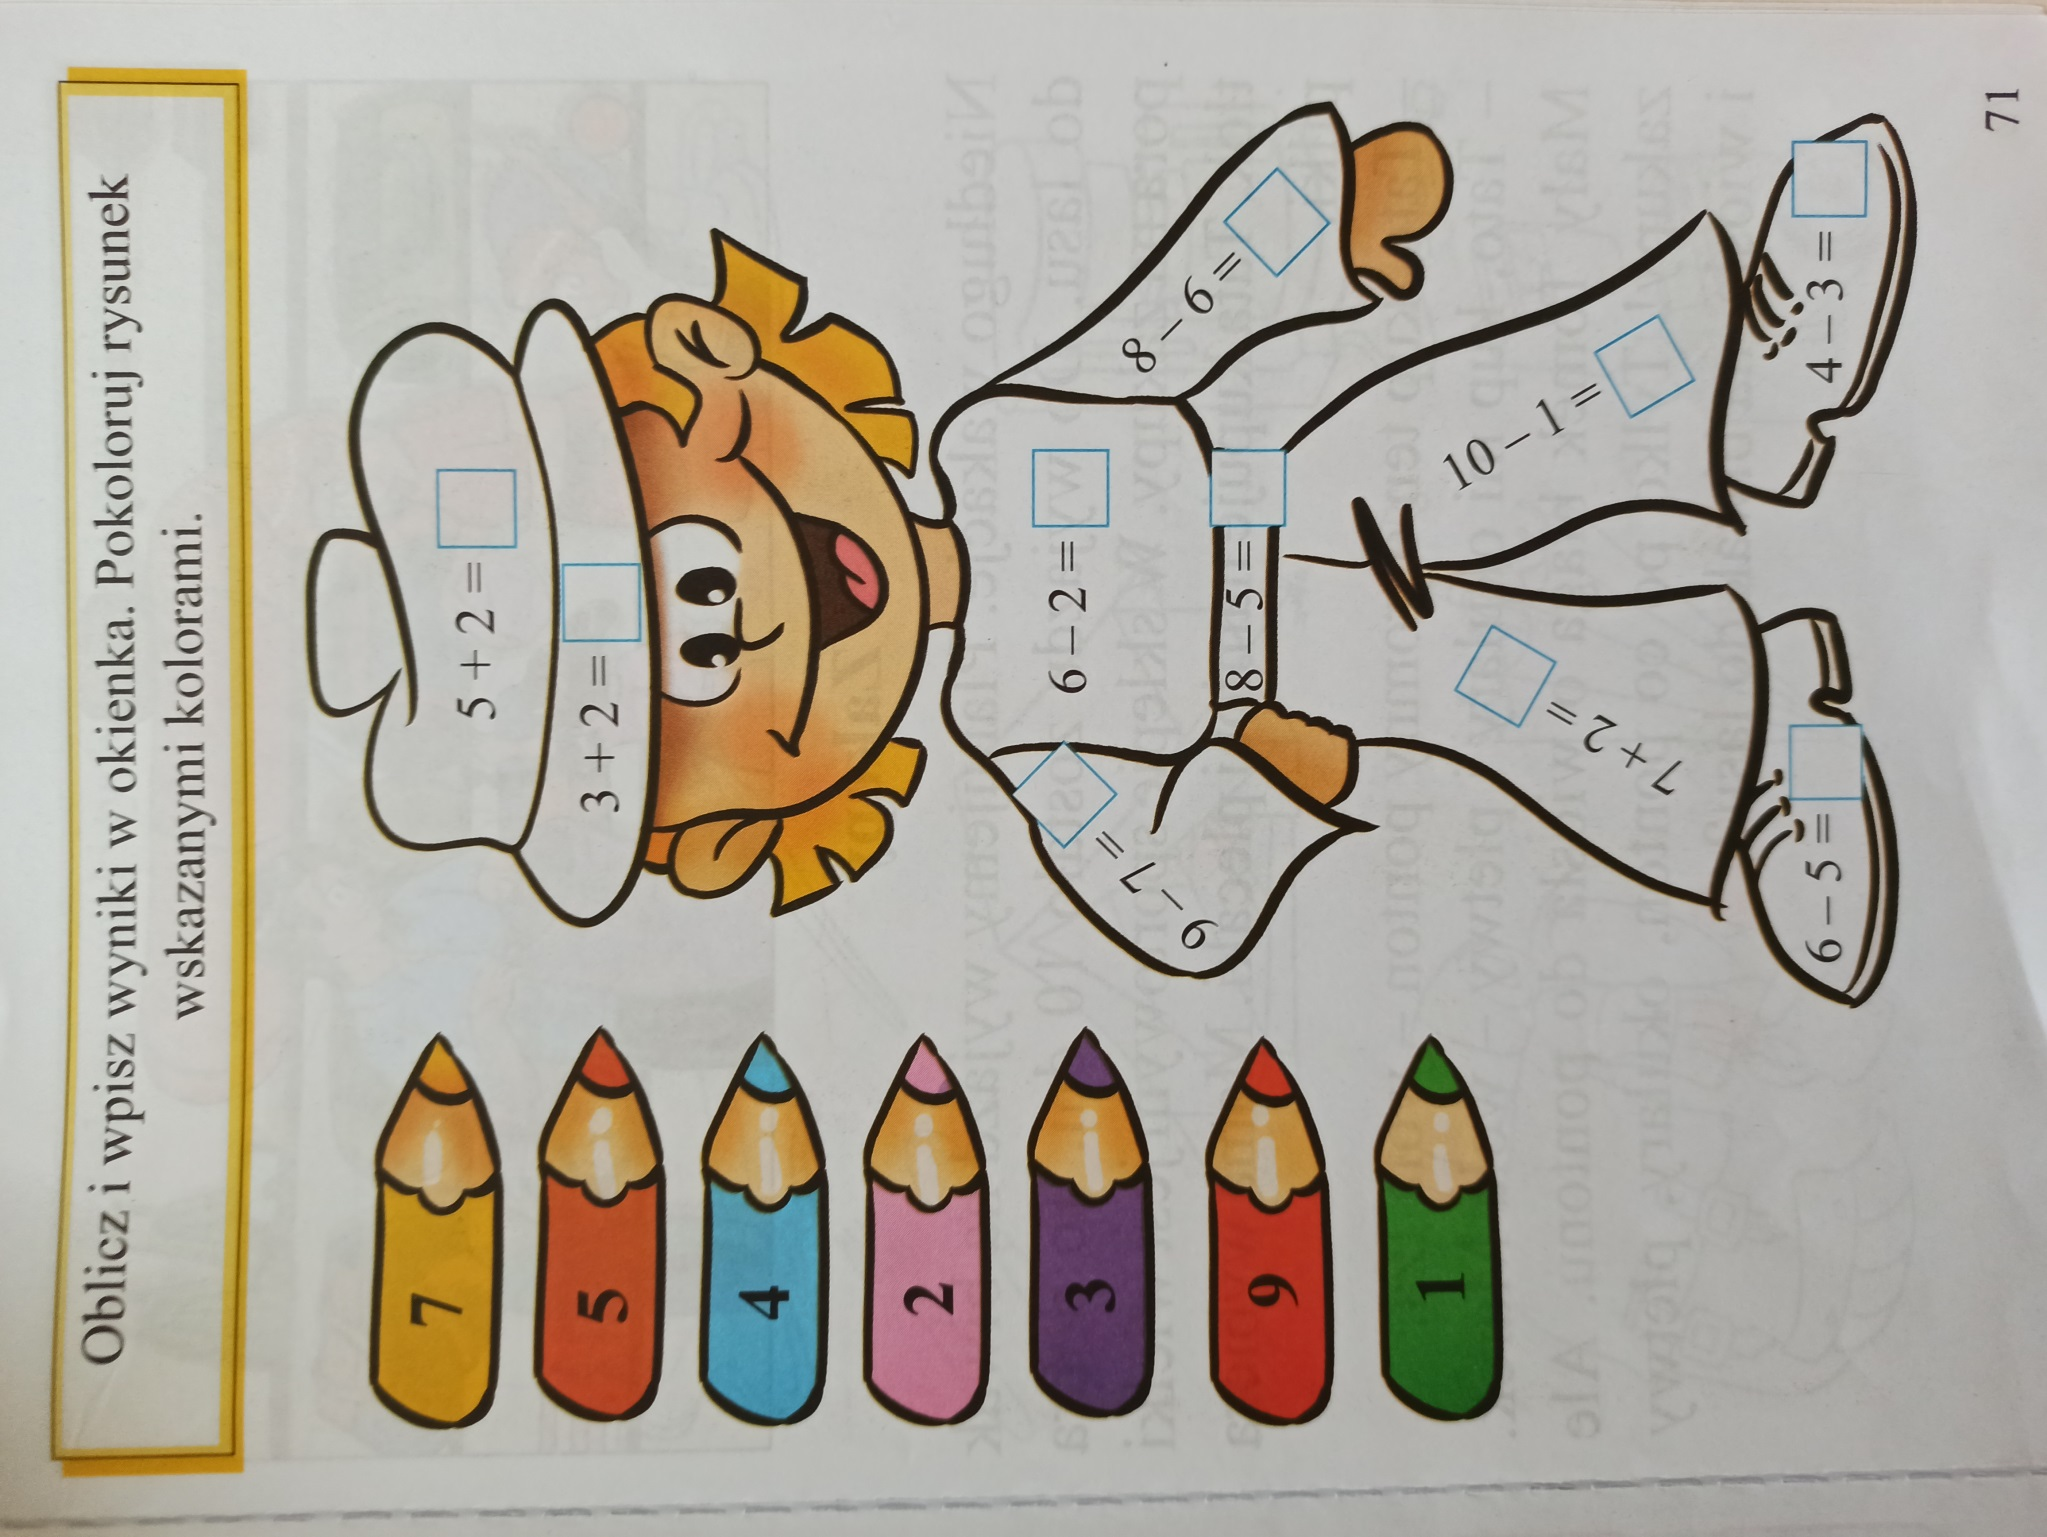 Oblicz i wpisz wyniki w okienka. Pokoloruj rysunek
wskazanymi kolorami.
7
5
4
2
3
9
1
5 + 2 =
3 + 2 =
6 – 2 =
9 – 7 =
8 – 6 =
8 – 5 =
7 + 2 =
10 – 1 =
6 – 5 =
4 – 3 =
71